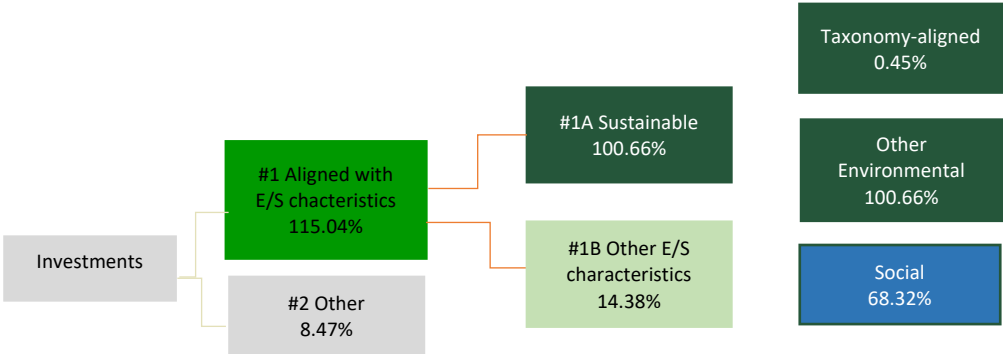 Investments
#1 Aligned with
E/S chacteristics
115.04%
#2 Other
8.47%
#1A Sustainable
100.66%
#1B Other E/S
characteristics
14.38%
Taxonomy-aligned
0.45%
Other
Environmental
100.66%
Social
68.32%